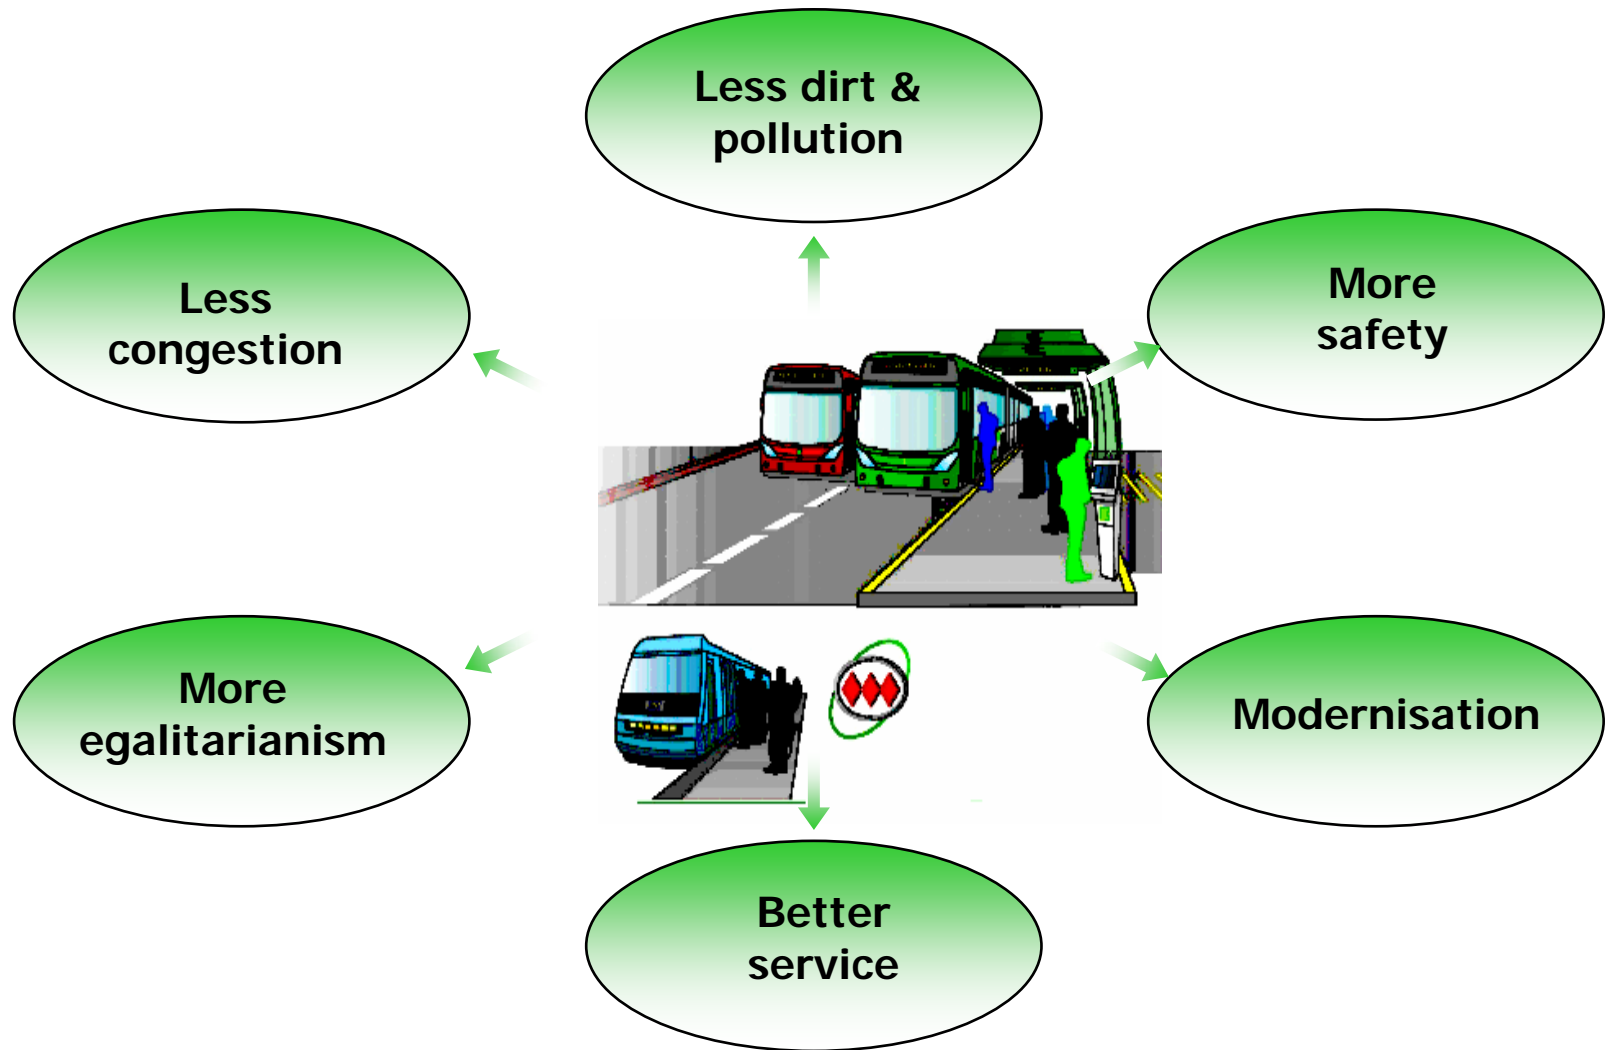 Less dirt &
pollution
Less
congestion
More
safety
More
egalitarianism
Modernisation
Better
service